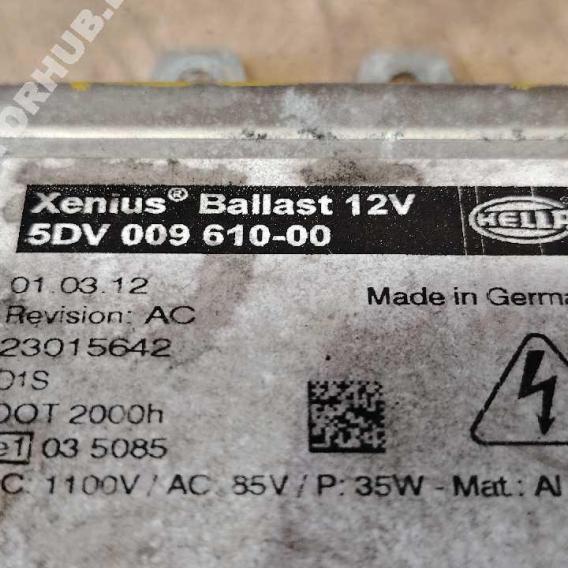 Xenius® Ballast 12V
5DV 009 610-00
HELLA
01.03.12
Made in Germa
Revision: AC
23015642
D1S
DOT 2000h
e1 03 5085
C: 1100V / AC: 85V / P: 35W - Mat.: Al